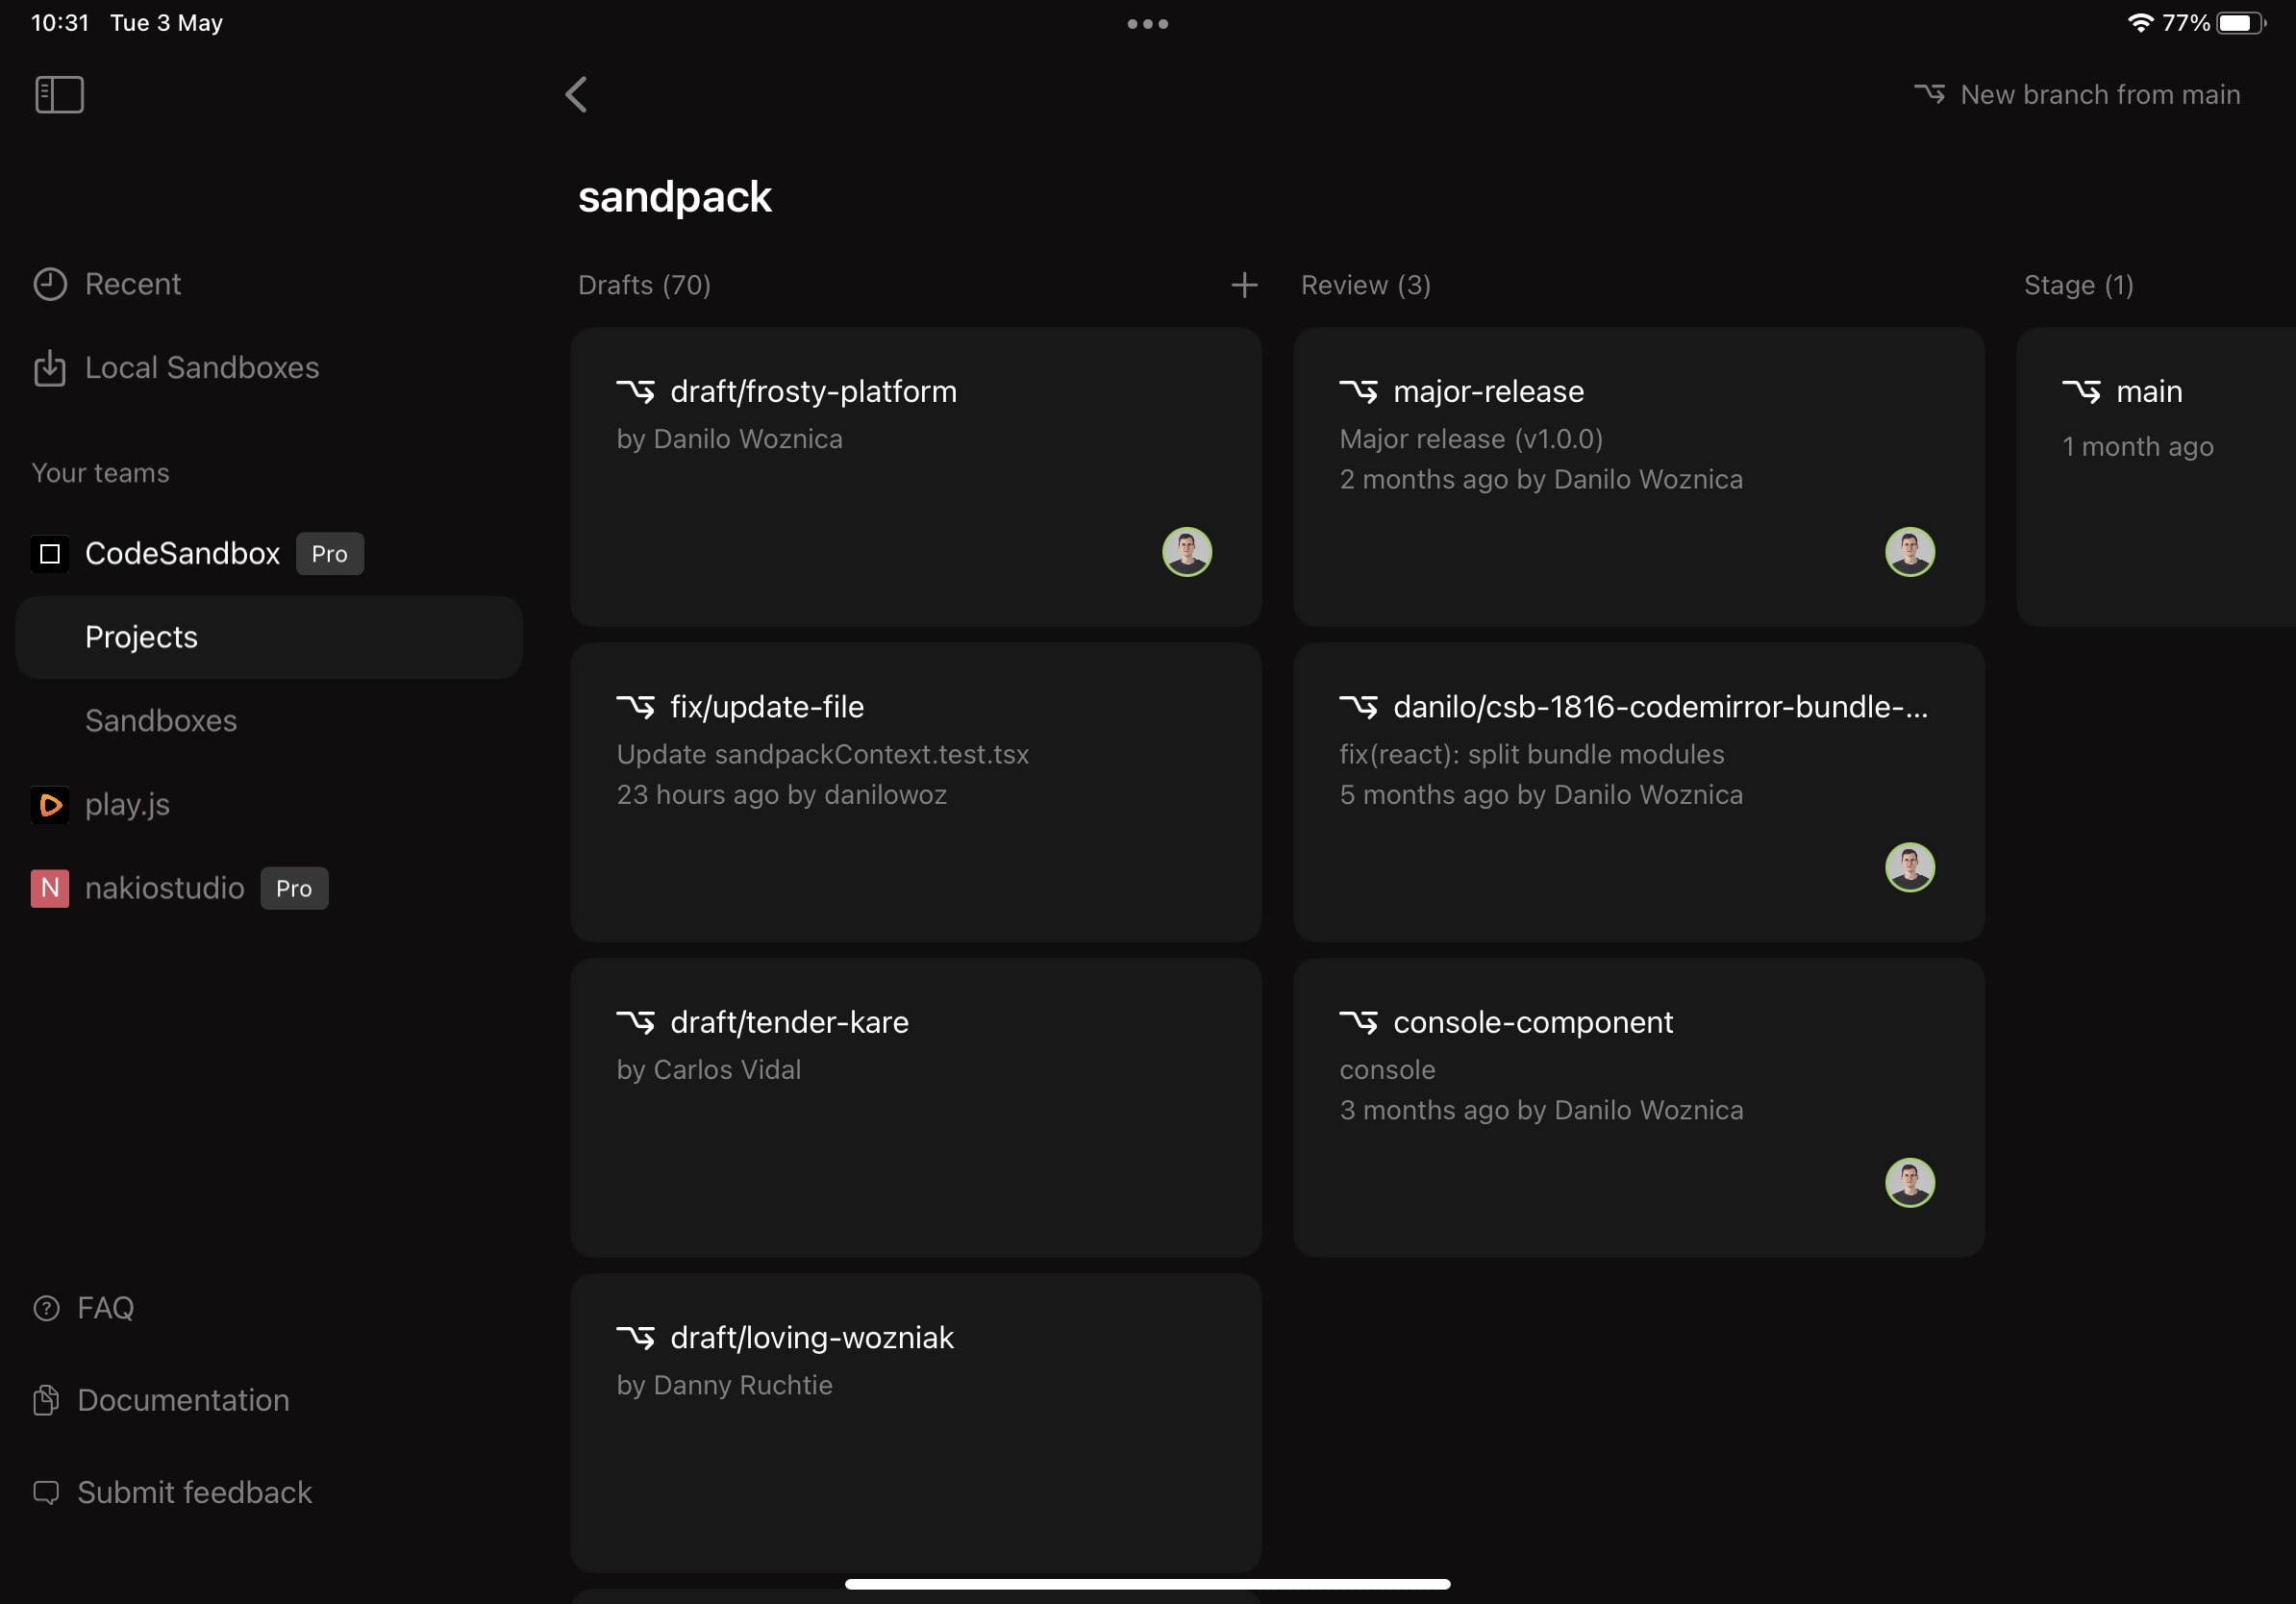 10:31 Tue 3 May
77%
New branch from main
Recent
Local Sandboxes
Your teams
CodeSandbox Pro
Projects
Sandboxes
play.js
N nakiostudio Pro
FAQ
Documentation
Submit feedback
sandpack
Drafts (70)
draft/frosty-platform
by Danilo Woznica
fix/update-file
Update sandpackContext.test.tsx
23 hours ago by danilowoz
draft/tender-kare
by Carlos Vidal
draft/loving-wozniak
by Danny Ruchtie
Review (3)
major-release
Major release (v1.0.0)
2 months ago by Danilo Woznica
danilo/csb-1816-codemirror-bundle-...
fix(react): split bundle modules
5 months ago by Danilo Woznica
console-component
console
3 months ago by Danilo Woznica
Stage (1)
main
1 month ago